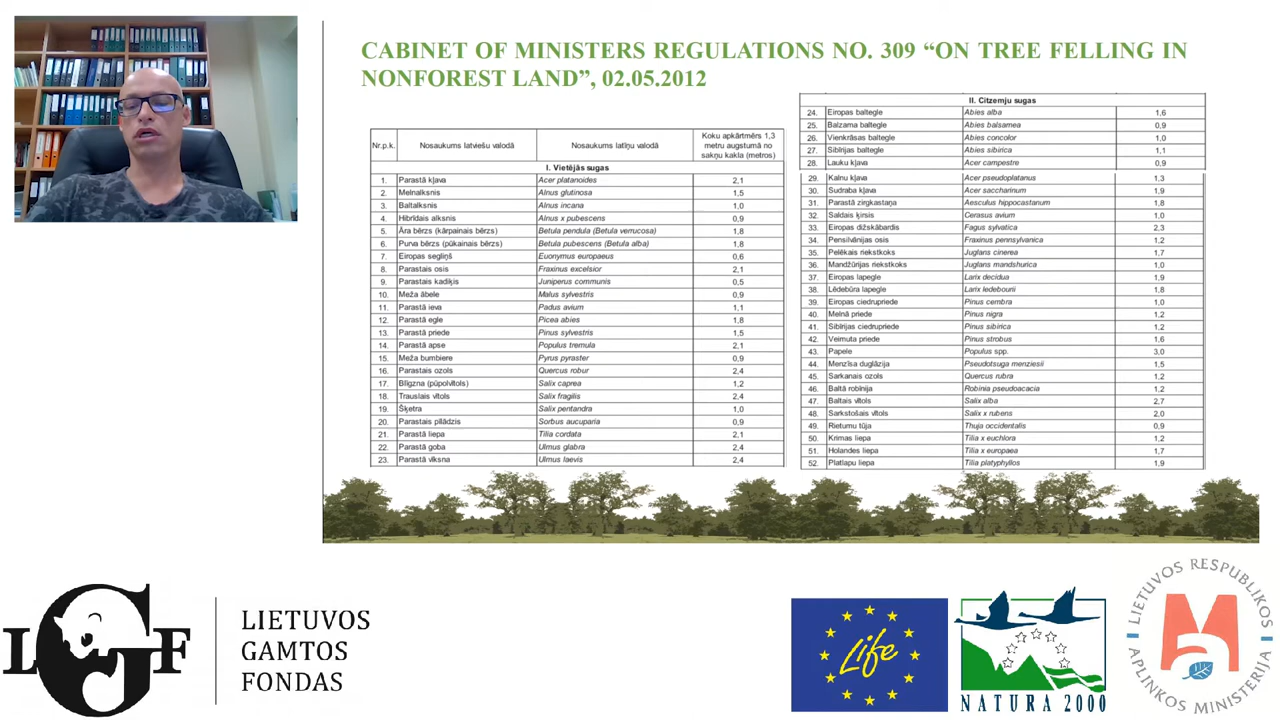 CABINET OF MINISTERS REGULATIONS NO. 309 “ON TREE FELLING IN
NONFOREST LAND”, 02.05.2012
Nr.p.k. Nosaukums latviešu valodā Nosaukums latīņu valodā Koku apkārtmērs 1,3 metru augstumā no sakņu kakla (metros)
I. Vietējās sugas
1. Parastā kļava Acer platanoides 2,1
2. Melnalksnis Alnus glutinosa 1,5
3. Baltalksnis Alnus incana 1,0
4. Hibrīdais alksnis Alnus x pubescens 0,9
5. Āra bērzs (kārpainais bērzs) Betula pendula (Betula verrucosa) 1,8
6. Purva bērzs (pūkainais bērzs) Betula pubescens (Betula alba) 1,8
7. Eiropas segliņš Euonymus europaeus 0,6
8. Parastais osis Fraxinus excelsior 2,1
9. Parastais kadiķis Juniperus communis 0,5
10. Meža ābele Malus sylvestris 0,9
11. Parastā ieva Padus avium 1,1
12. Parastā egle Picea abies 1,8
13. Parastā priede Pinus sylvestris 1,5
14. Parastā apse Populus tremula 2,1
15. Meža bumbiere Pyrus pyraster 0,9
16. Parastais ozols Quercus robur 2,4
17. Blīgzna (pūpolvītols) Salix caprea 1,2
18. Trauslais vītols Salix fragilis 2,4
19. Šķetra Salix pentandra 1,0
20. Parastais pīlādzis Sorbus aucuparia 0,9
21. Parastā liepa Tilia cordata 2,1
22. Parastā goba Ulmus glabra 2,4
23. Parastā vīksna Ulmus laevis 2,4
II. Citzemju sugas
24. Eiropas baltegle Abies alba 1,6
25. Balzama baltegle Abies balsamea 0,9
26. Vienkrāsas baltegle Abies concolor 1,0
27. Sibīrijas baltegle Abies sibirica 1,1
28. Lauku kļava Acer campestre 0,9
29. Kalnu kļava Acer pseudoplatanus 1,3
30. Sudraba kļava Acer saccharinum 1,9
31. Parastā zirgkastaņa Aesculus hippocastanum 1,8
32. Saldais ķirsis Cerasus avium 1,0
33. Eiropas dižskābardis Fagus sylvatica 2,3
34. Pensilvānijas osis Fraxinus pennsylvanica 1,2
35. Pelēkais riekstkoks Juglans cinerea 1,7
36. Mandžūrijas riekstkoks Juglans mandshurica 1,0
37. Eiropas lapegle Larix decidua 1,9
38. Lēdebūra lapegle Larix ledebourii 1,8
39. Eiropas ciedrupriede Pinus cembra 1,0
40. Melnā priede Pinus nigra 1,2
41. Sibīrijas ciedrupriede Pinus sibirica 1,2
42. Veimuta priede Pinus strobus 1,6
43. Papele Populus spp. 3,0
44. Menzīsa duglāzija Pseudotsuga menziesii 1,5
45. Sarkanais ozols Quercus rubra 1,2
46. Baltā robīnija Robinia pseudoacacia 1,2
47. Baltais vītols Salix alba 2,7
48. Sarkstošais vītols Salix x rubens 2,0
49. Rietumu tūja Thuja occidentalis 0,9
50. Krimas liepa Tilia x euchlora 1,2
51. Holandes liepa Tilia x europaea 1,7
52. Platlapu liepa Tilia platyphyllos 1,9
LGF
LIETUVOS
GAMTOS
FONDAS
Life
NATURA 2000
LIETUVOS RESPUBLIKOS
APLINKOS MINISTERIJA